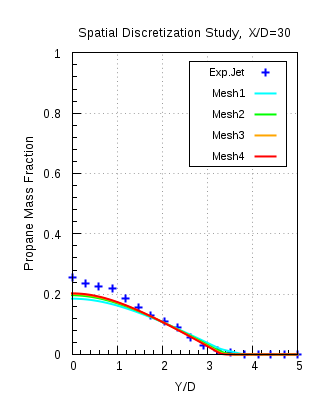 Spatial Discretization Study, X/D=30
Propane Mass Fraction
1
0.8
0.6
0.4
0.2
0
Exp.Jet
Mesh1
Mesh2
Mesh3
Mesh4
0 1 2 3 4 5
Y/D